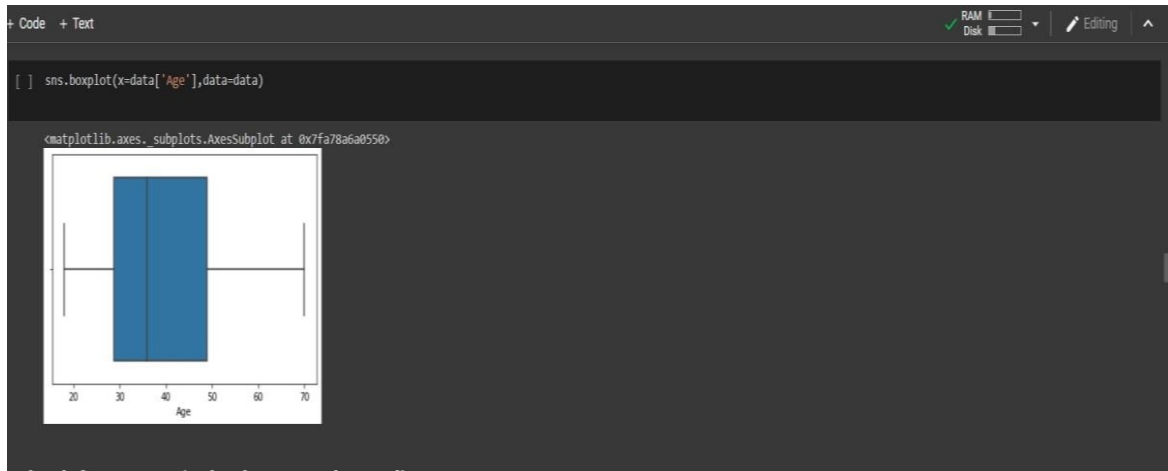 + Code + Text
RAM
Disk
Editing
[ ] sns.boxplot(x=data['Age'],data=data)
<matplotlib.axes._subplots.AxesSubplot at 0x7fa78a6a0550>
20 30 40 50 60 70
Age